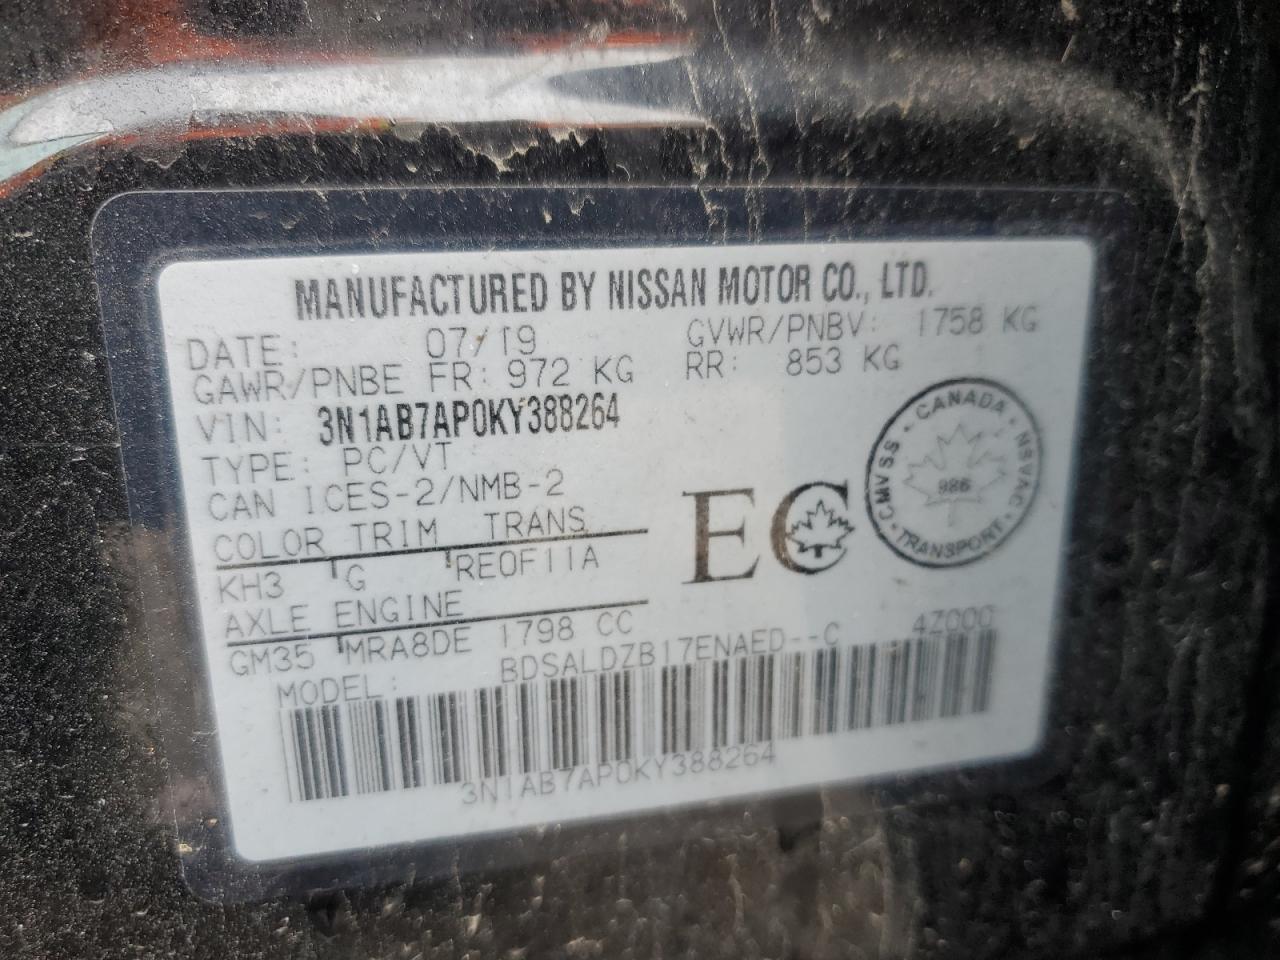 MANUFACTURED BY NISSAN MOTOR CO., LTD.
DATE: 07/19 GVWR/PNBV: 1758 KG
GAWR/PNBE FR: 972 KG RR: 853 KG
VIN: 3N1AB7AP0KY388264
TYPE: PC/VT
CAN ICES-2/NMB-2
COLOR TRIM TRANS
KH3 G RE0F11A
AXLE ENGINE
GM35 MRA8DE 1798 CC
MODEL: BDSALDZB17ENAED--C 4Z000
3N1AB7AP0KY388264
EC
CANADA
CMVSS NSVAC
986
TRANSPORT